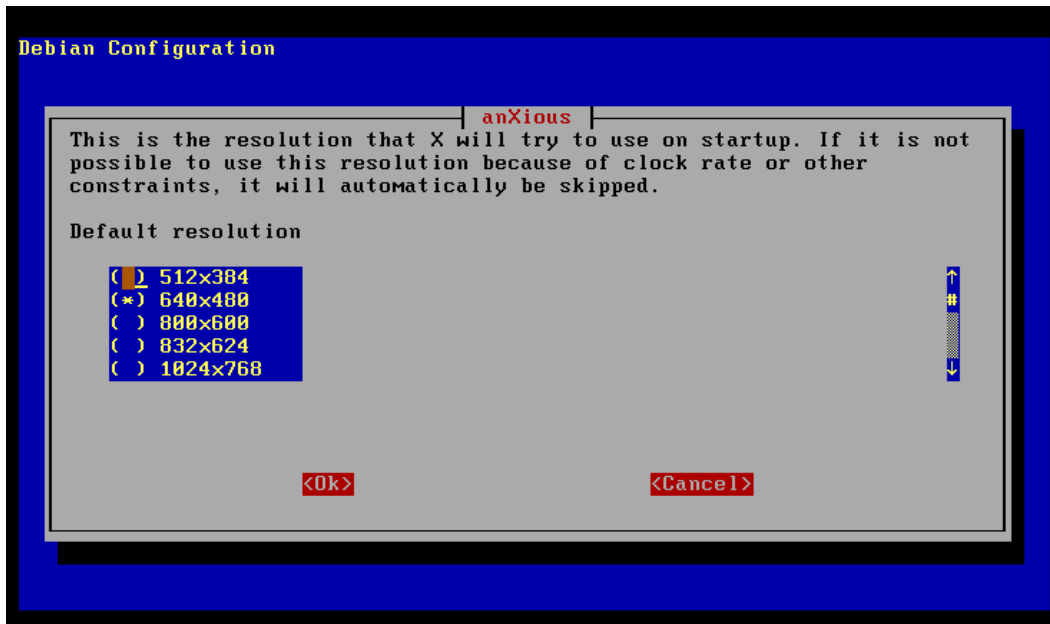 Debian Configuration
anXious
This is the resolution that X will try to use on startup. If it is not
possible to use this resolution because of clock rate or other
constraints, it will automatically be skipped.
Default resolution
( ) 512x384
(*) 640x480
( ) 800x600
( ) 832x624
( ) 1024x768
↑
#
↓
<Ok> <Cancel>